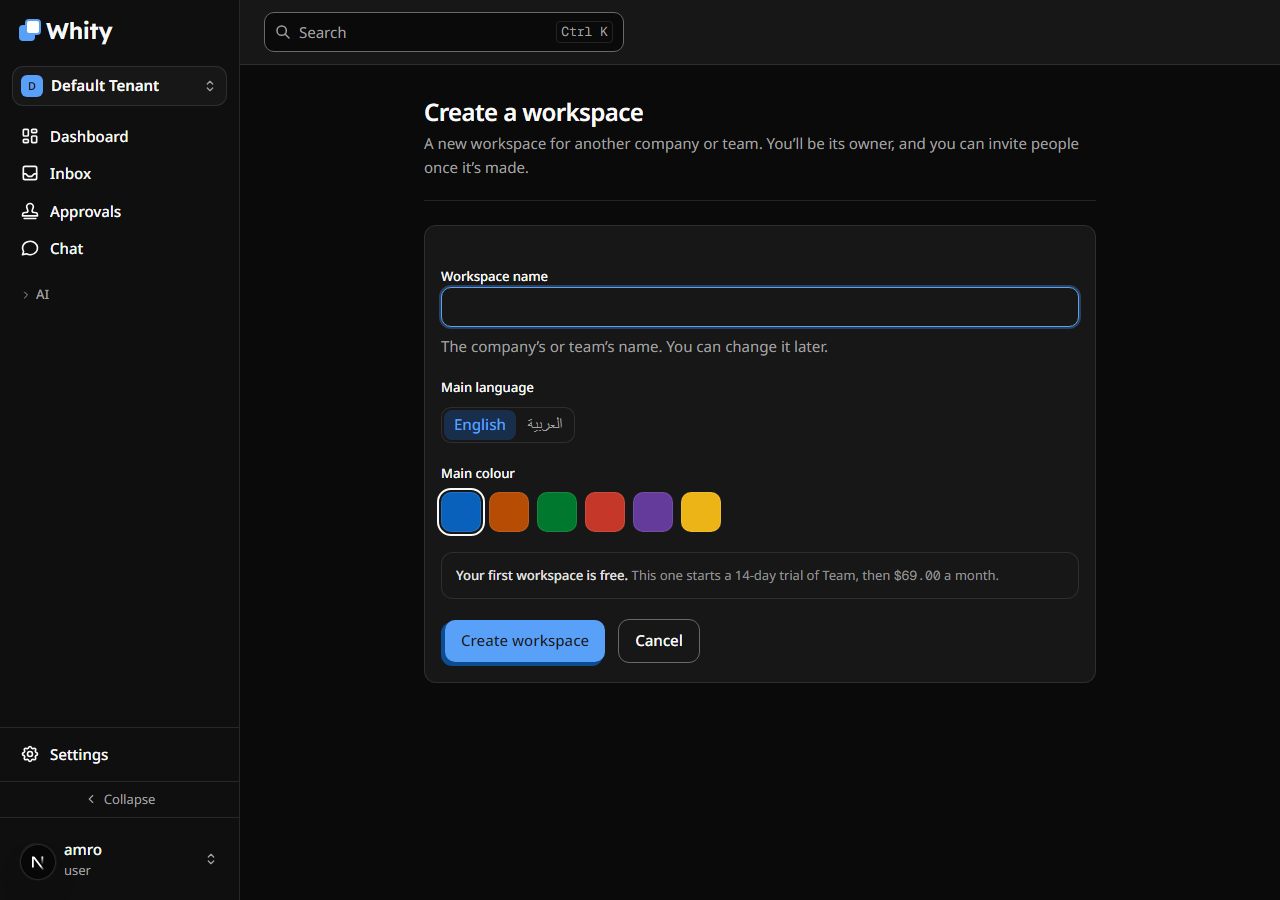 Whity
Search
Ctrl K
D
Default Tenant
Dashboard
Inbox
Approvals
Chat
AI
Create a workspace
A new workspace for another company or team. You’ll be its owner, and you can invite people
once it’s made.
Workspace name
The company’s or team’s name. You can change it later.
Main language
English
العربية
Main colour
Your first workspace is free. This one starts a 14-day trial of Team, then $69.00 a month.
Create workspace
Cancel
Settings
Collapse
N
amro
user